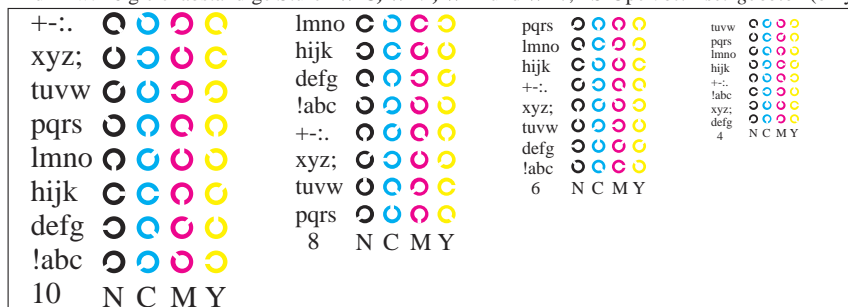 +-:.
xyz;
tuvw
pqrs
lmno
hijk
defg
!abc
10 N C M Y
lmno
hijk
defg
!abc
+-:.
xyz;
tuvw
pqrs
8 N C M Y
pqrs
lmno
hijk
+-:.
xyz;
tuvw
defg
!abc
6 N C M Y
tuvw
pqrs
lmno
hijk
+-:.
!abc
xyz;
defg
4 N C M Y